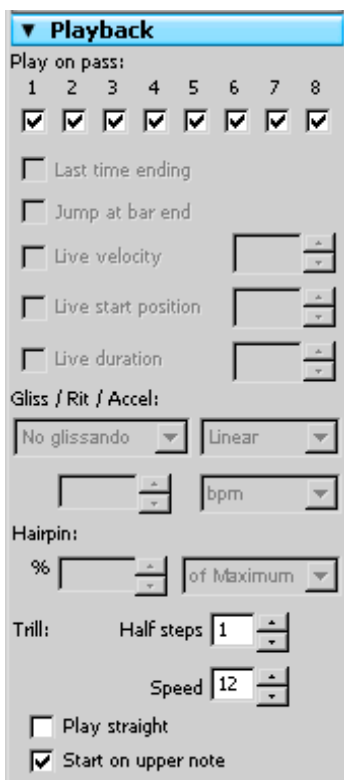 Playback
Play on pass:
1 2 3 4 5 6 7 8
Last time ending
Jump at bar end
Live velocity
Live start position
Live duration
Gliss / Rit / Accel:
No glissando Linear
bpm
Hairpin:
% of Maximum
Trill: Half steps 1
Speed 12
Play straight
Start on upper note